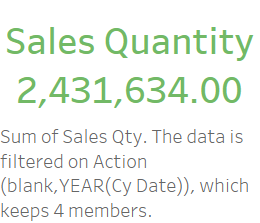 Sales Quantity
2,431,634.00
Sum of Sales Qty. The data is
filtered on Action
(blank,YEAR(Cy Date)), which
keeps 4 members.